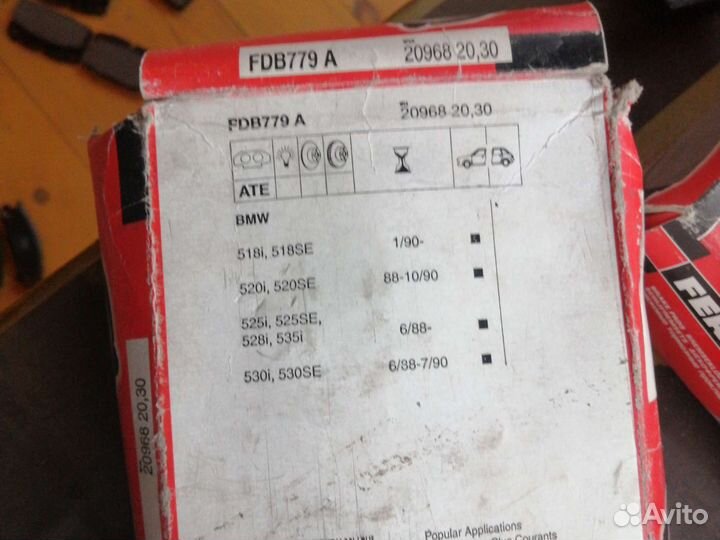 FDB779 A 20968 20,30
FDB779 A 20968 20,30
ATE
BMW
518i, 518SE 1/90-
520i, 520SE 88-10/90
525i, 525SE, 528i, 535i 6/88-
530i, 530SE 6/88-7/90
20968 20,30
Popular Applications
Courants
Avito